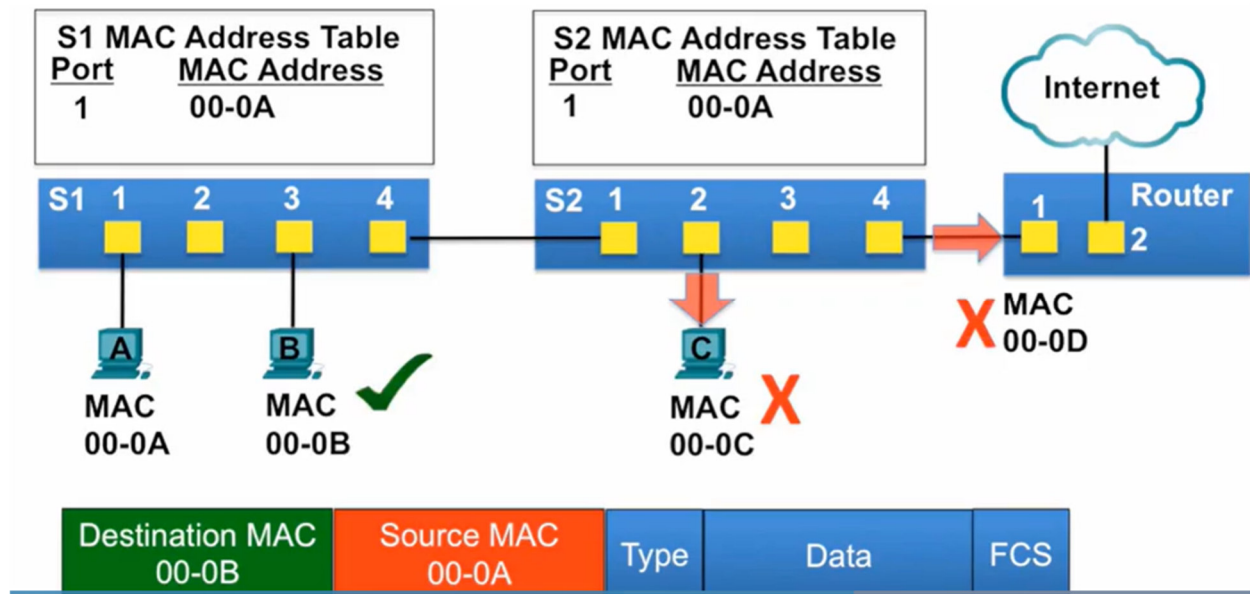 S1 MAC Address Table
Port MAC Address
1 00-0A
S2 MAC Address Table
Port MAC Address
1 00-0A
Internet
S1 1 2 3 4
S2 1 2 3 4
1 Router
2
A
B
C
MAC
00-0A
MAC
00-0B
MAC
00-0C
X
X
MAC
00-0D
Destination MAC
00-0B
Source MAC
00-0A
Type
Data
FCS